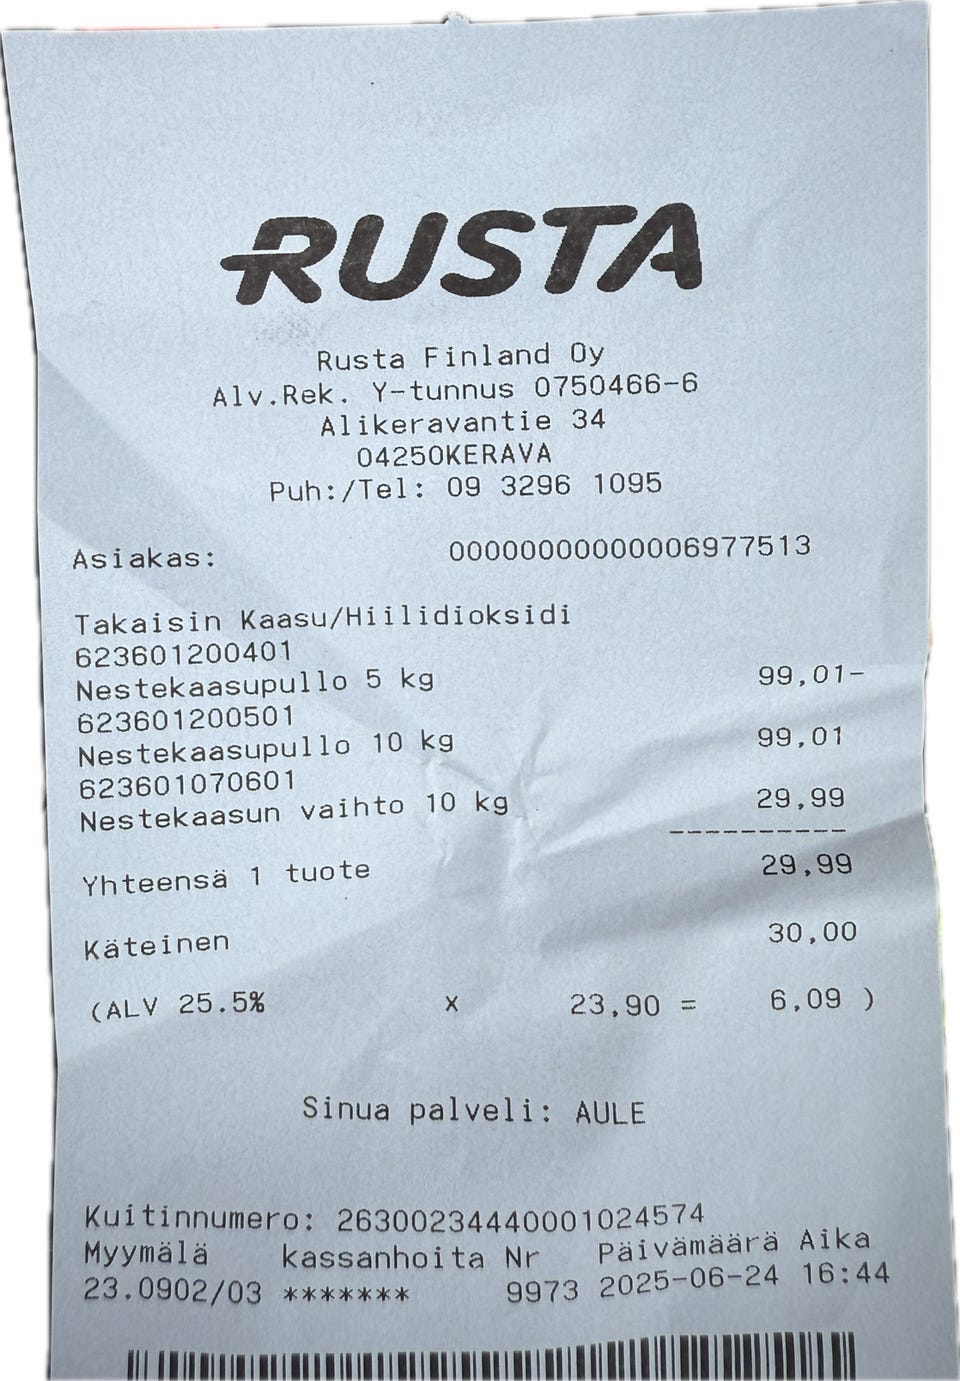 RUSTA
Rusta Finland Oy
Alv.Rek. Y-tunnus 0750466-6
Alikeravantie 34
04250KERAVA
Puh:/Tel: 09 3296 1095
Asiakas: 00000000000006977513
Takaisin Kaasu/Hiilidioksidi
623601200401
Nestekaasupullo 5 kg 99,01-
623601200501
Nestekaasupullo 10 kg 99,01
623601070601
Nestekaasun vaihto 10 kg 29,99
----------
Yhteensä 1 tuote 29,99
Käteinen 30,00
(ALV 25.5% x 23,90 = 6,09 )
Sinua palveli: AULE
Kuitinnumero: 26300234440001024574
Myymälä kassanhoita Nr Päivämäärä Aika
23.0902/03 ******* 9973 2025-06-24 16:44